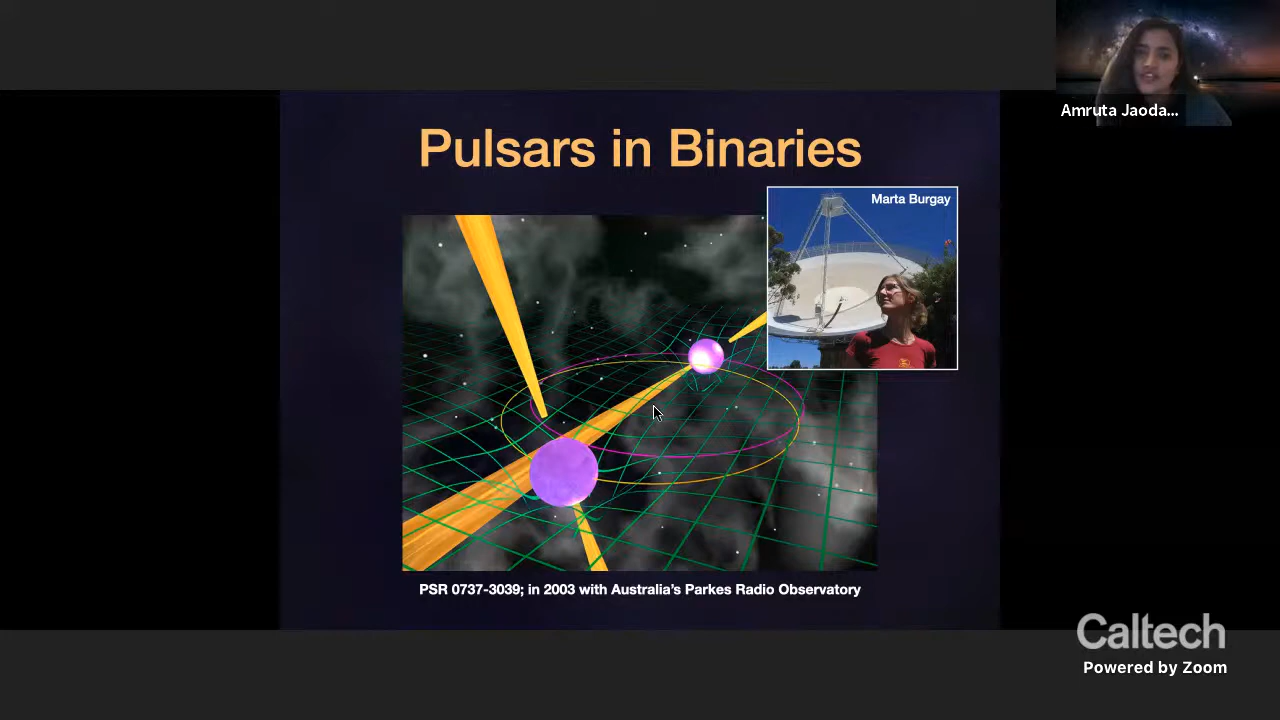 Amruta Jaoda...
Pulsars in Binaries
Marta Burgay
PSR 0737-3039; in 2003 with Australia's Parkes Radio Observatory
Caltech
Powered by Zoom